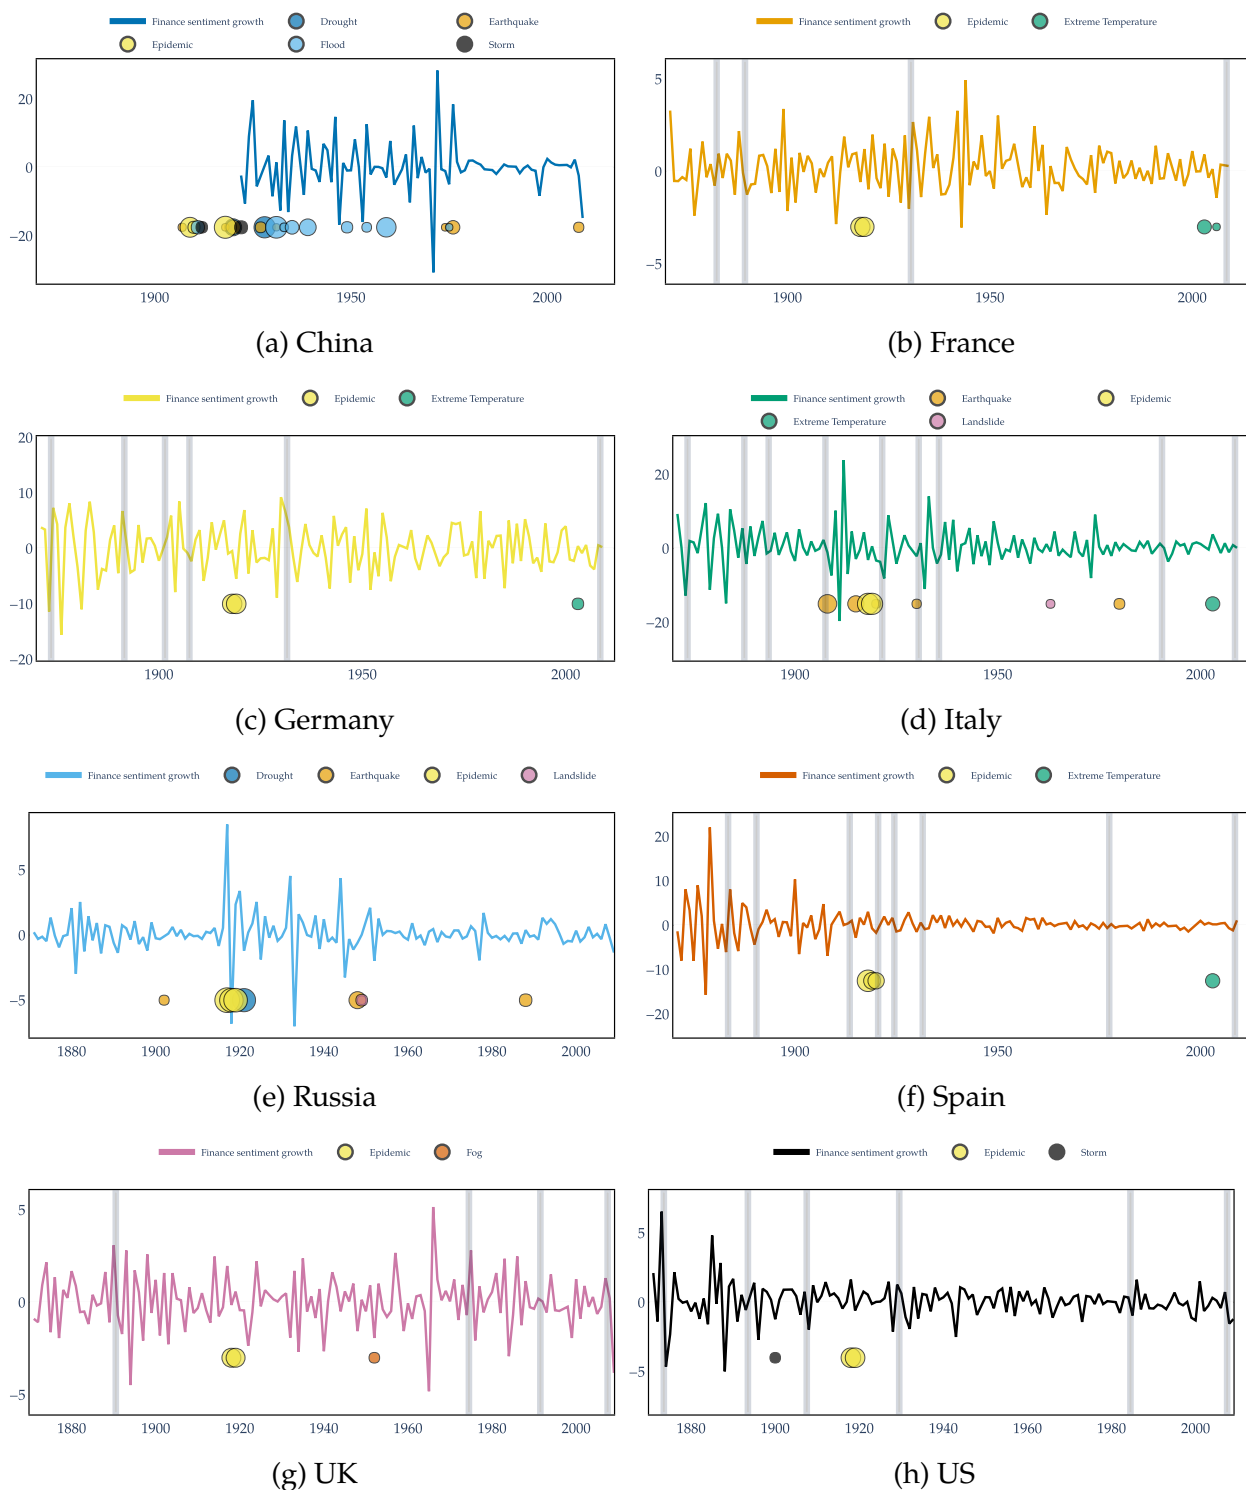 Finance sentiment growth Drought Earthquake
Epidemic Flood Storm
20
0
−20
1900 1950 2000
(a) China
Finance sentiment growth Epidemic Extreme Temperature
5
0
−5
1900 1950 2000
(b) France
Finance sentiment growth Epidemic Extreme Temperature
20
10
0
−10
−20
1900 1950 2000
(c) Germany
Finance sentiment growth Earthquake Epidemic
Extreme Temperature Landslide
20
0
−20
1900 1950 2000
(d) Italy
Finance sentiment growth Drought Earthquake Epidemic Landslide
5
0
−5
1880 1900 1920 1940 1960 1980 2000
(e) Russia
Finance sentiment growth Epidemic Extreme Temperature
20
10
0
−10
−20
1900 1950 2000
(f) Spain
Finance sentiment growth Epidemic Fog
5
0
−5
1880 1900 1920 1940 1960 1980 2000
(g) UK
Finance sentiment growth Epidemic Storm
5
0
−5
1880 1900 1920 1940 1960 1980 2000
(h) US